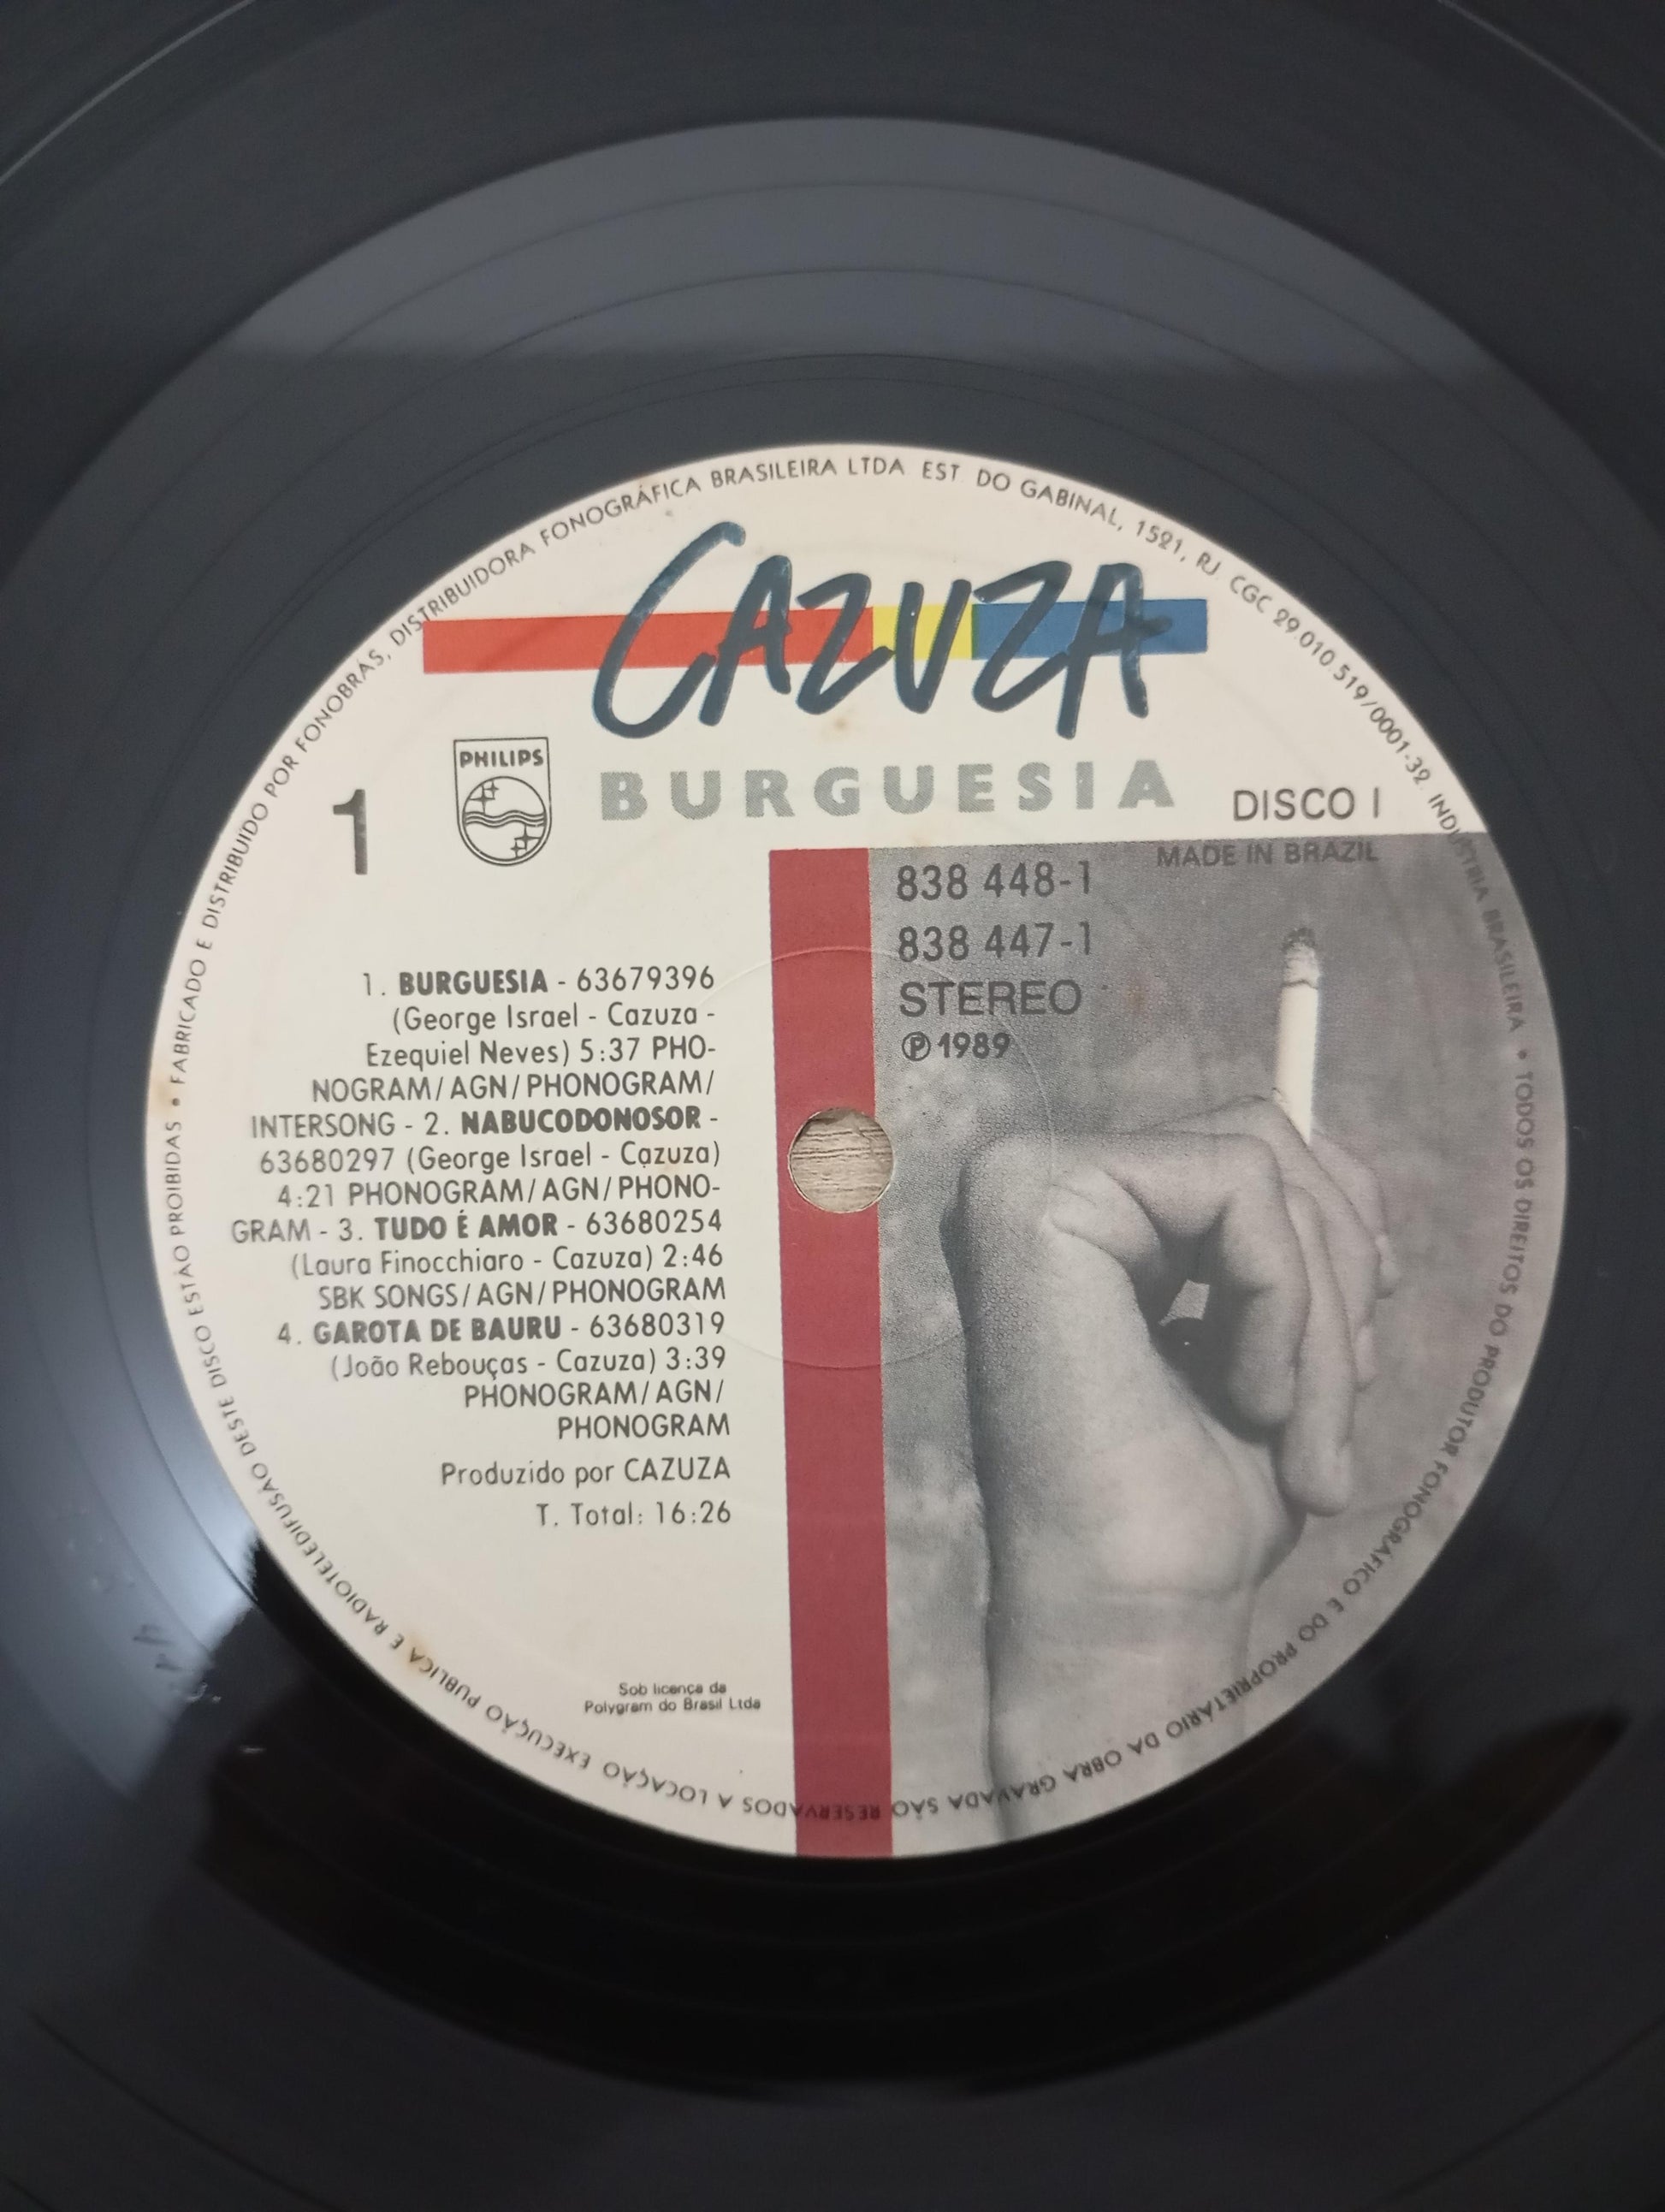 CAZUZA
PHILIPS
1
BURGUESIA
DISCO I
MADE IN BRAZIL
838 448-1
838 447-1
STEREO
℗ 1989
1. BURGUESIA - 63679396
(George Israel - Cazuza -
Ezequiel Neves) 5:37 PHO-
NOGRAM/AGN/PHONOGRAM/
INTERSONG - 2. NABUCODONOSOR -
63680297 (George Israel - Cazuza)
4:21 PHONOGRAM/AGN/PHONO-
GRAM - 3. TUDO É AMOR - 63680254
(Laura Finocchiaro - Cazuza) 2:46
SBK SONGS/AGN/PHONOGRAM
4. GAROTA DE BAURU - 63680319
(João Rebouças - Cazuza) 3:39
PHONOGRAM/AGN/
PHONOGRAM
Produzido por CAZUZA
T. Total: 16:26
Sob licença da
Polygram do Brasil Ltda
• FABRICADO E DISTRIBUIDO POR FONOBRÁS, DISTRIBUIDORA FONOGRÁFICA BRASILEIRA LTDA EST. DO GABINAL, 1521, RJ CGC 29.010.519/0001-32. INDÚSTRIA BRASILEIRA • TODOS OS DIREITOS DO PRODUTOR FONOGRÁFICO E DO PROPRIETÁRIO DA OBRA GRAVADA SÃO RESERVADOS A LOCAÇÃO EXECUÇÃO PUBLICA E RADIOTELEDIFUSÃO DESTE DISCO ESTÃO PROIBIDAS